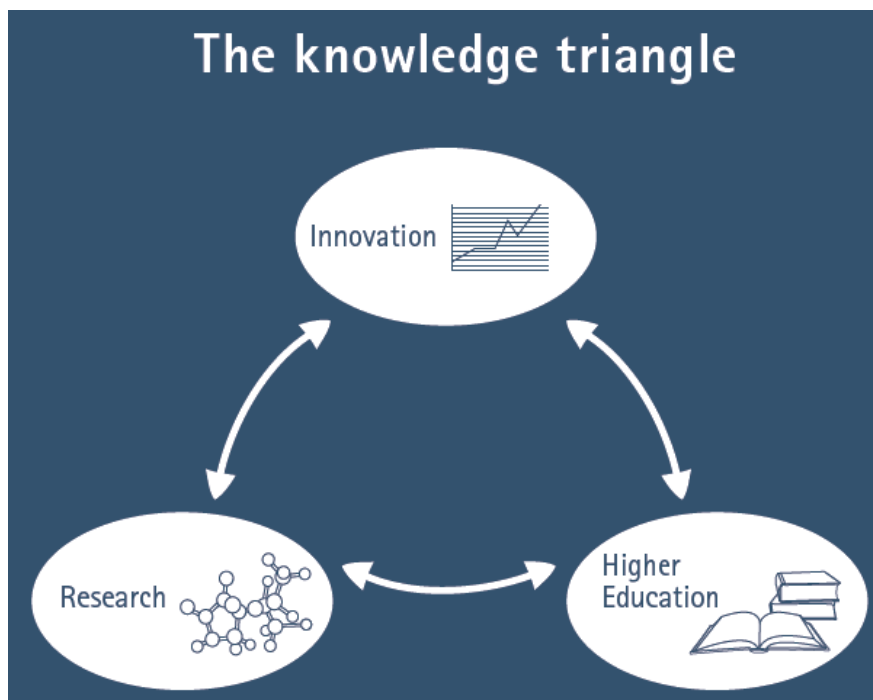 The knowledge triangle
Innovation
Research
Higher
Education